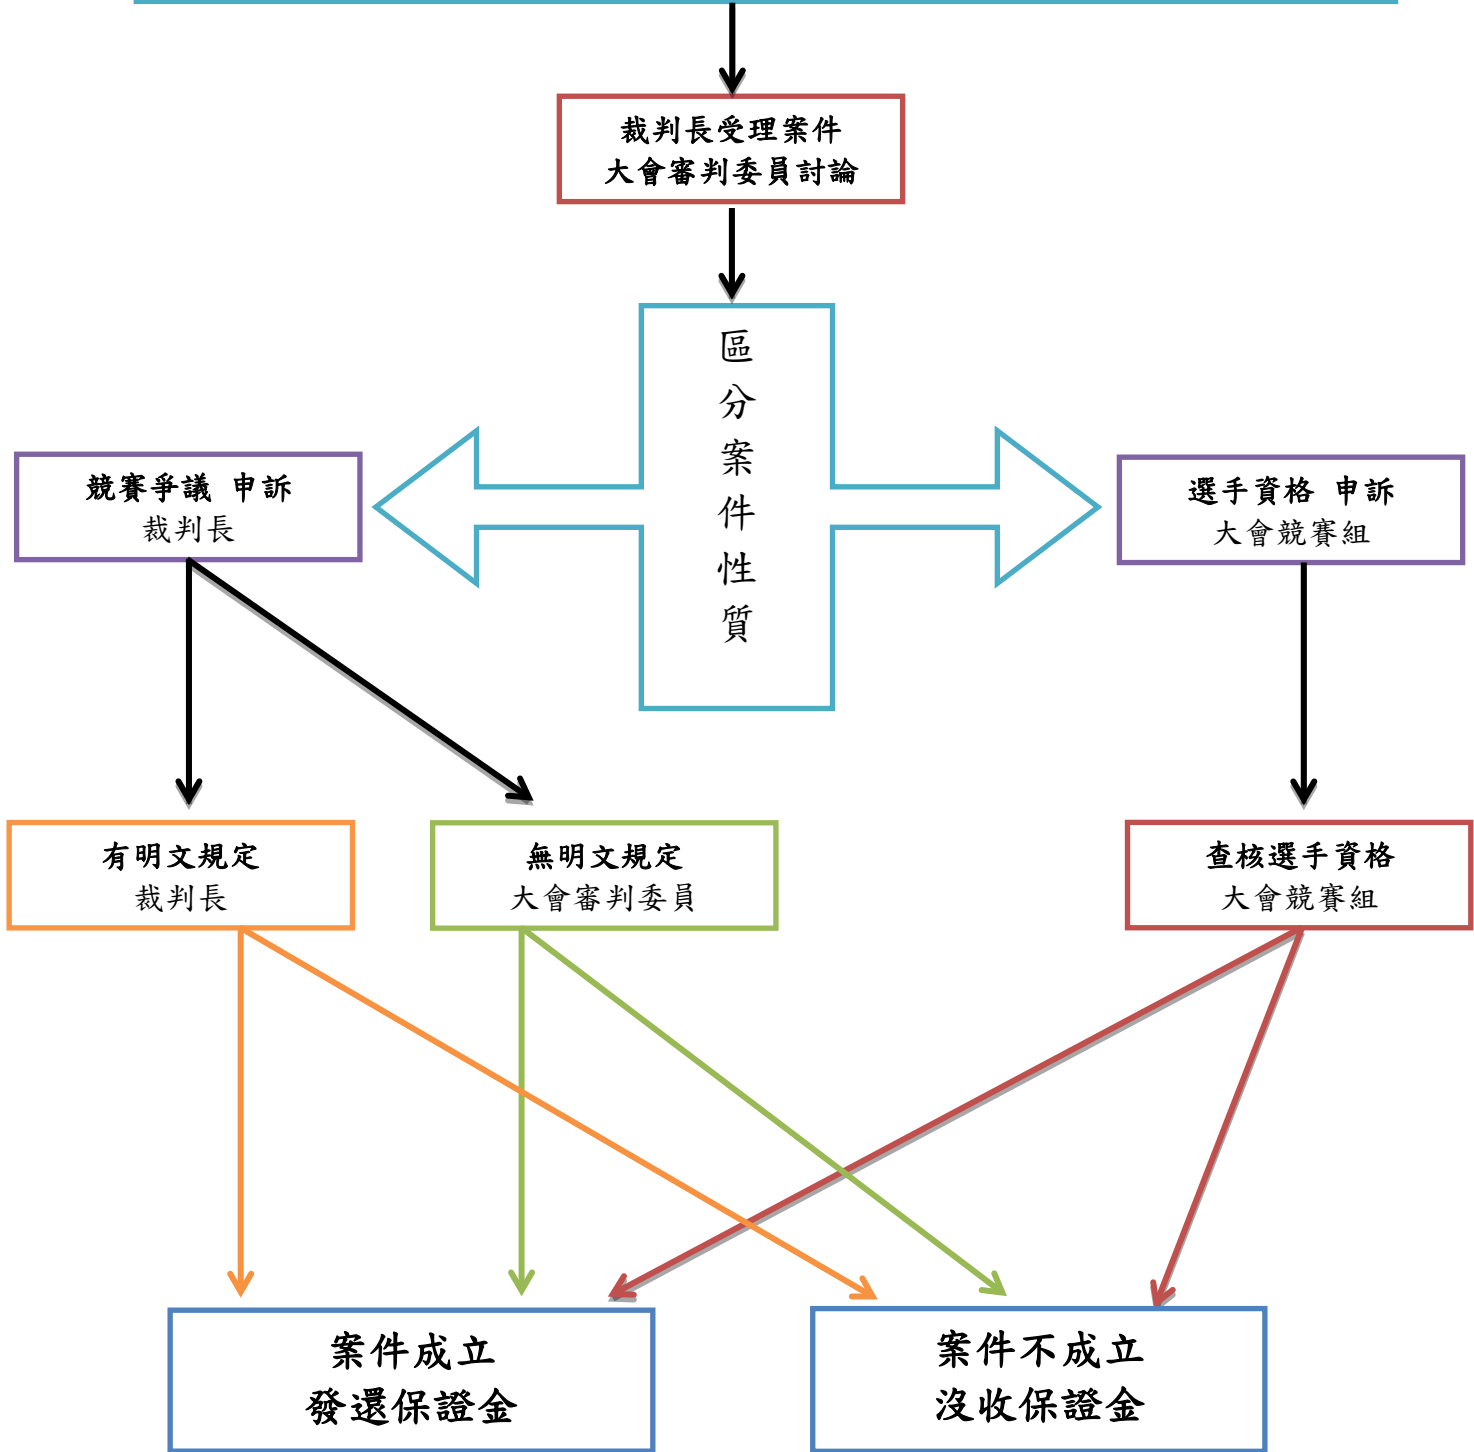 裁判長受理案件
大會審判委員討論
區
分
案
件
性
質
競賽爭議 申訴
裁判長
選手資格 申訴
大會競賽組
有明文規定
裁判長
無明文規定
大會審判委員
查核選手資格
大會競賽組
案件成立
發還保證金
案件不成立
沒收保證金